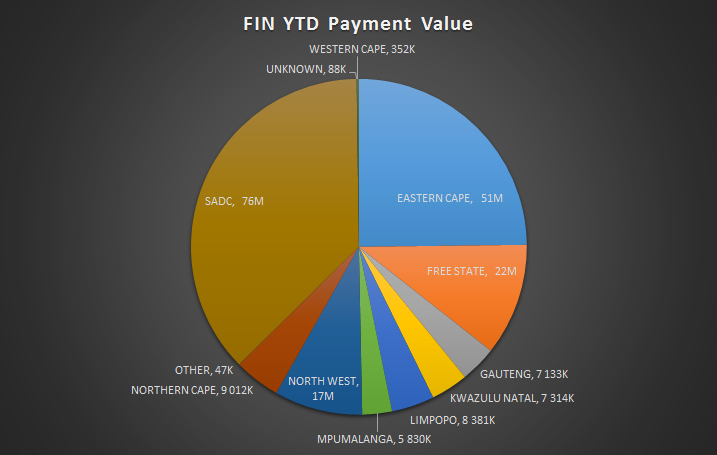 FIN YTD Payment Value
WESTERN CAPE, 352K
UNKNOWN, 88K
SADC, 76M
EASTERN CAPE, 51M
FREE STATE, 22M
OTHER, 47K
GAUTENG, 7 133K
NORTHERN CAPE, 9 012K
NORTH WEST,
17M
KWAZULU NATAL, 7 314K
LIMPOPO, 8 381K
MPUMALANGA, 5 830K